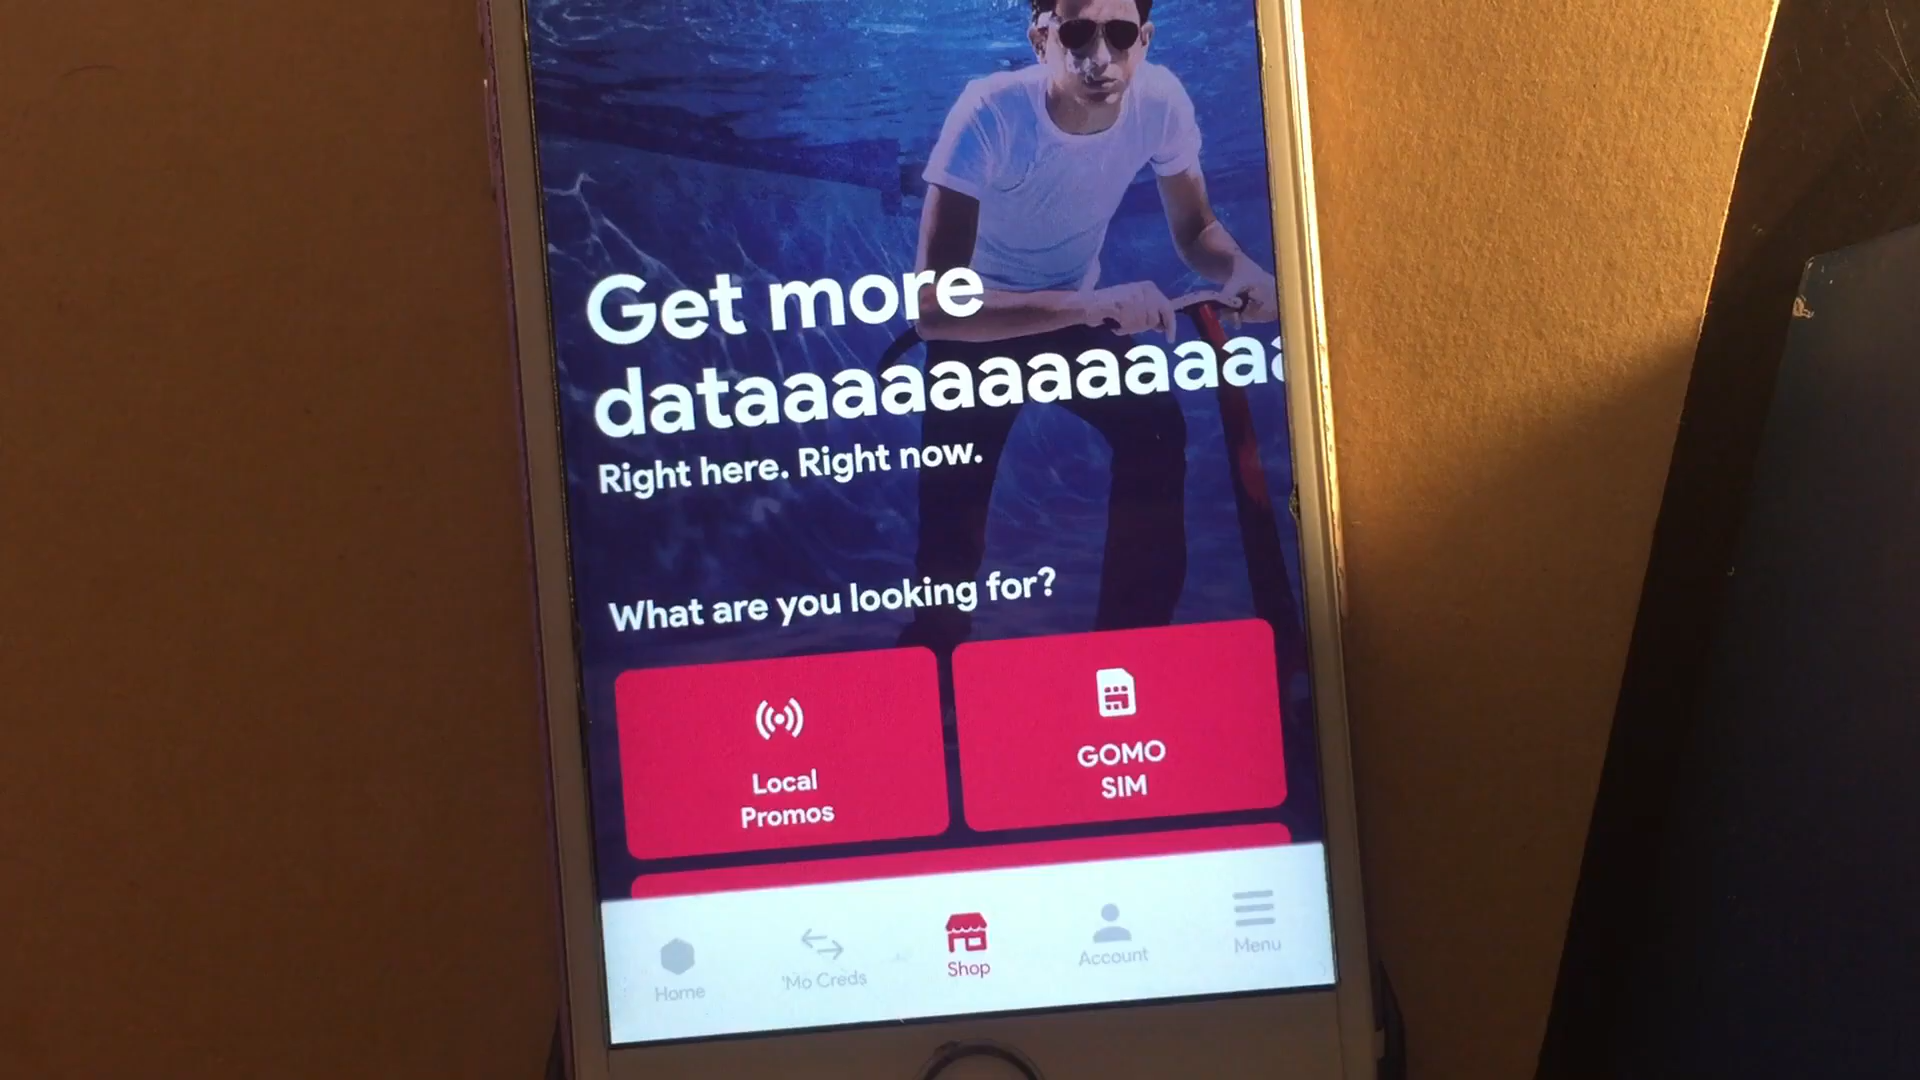 Get more
dataaaaaaaaaaaaaa
Right here. Right now.
What are you looking for?
Local
Promos
GOMO
SIM
Home
'Mo Creds
Shop
Account
Menu